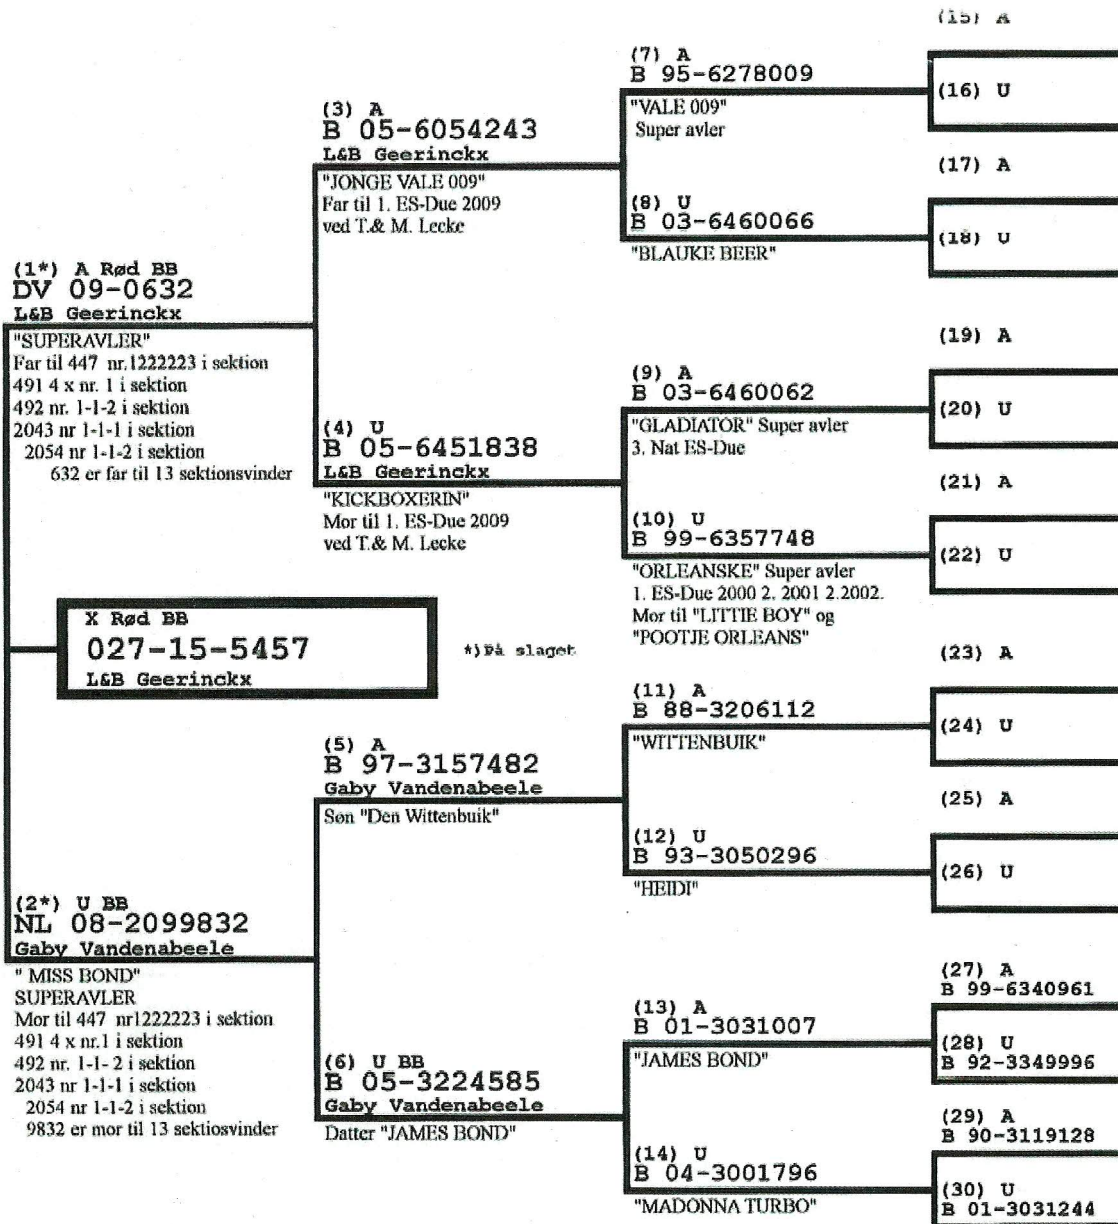 (1*) A Rød BB
DV 09-0632
L&B Geerinckx
"SUPERAVLER"
Far til 447 nr.1222223 i sektion
491 4 x nr. 1 i sektion
492 nr. 1-1-2 i sektion
2043 nr 1-1-1 i sektion
2054 nr 1-1-2 i sektion
632 er far til 13 sektionsvinder
X Rød BB
027-15-5457
L&B Geerinckx
*)På slaget
(2*) U BB
NL 08-2099832
Gaby Vandenabeele
" MISS BOND"
SUPERAVLER
Mor til 447 nr1222223 i sektion
491 4 x nr.1 i sektion
492 nr. 1-1- 2 i sektion
2043 nr 1-1-1 i sektion
2054 nr 1-1-2 i sektion
9832 er mor til 13 sektiosvinder
(3) A
B 05-6054243
L&B Geerinckx
"JONGE VALE 009"
Far til 1. ES-Due 2009
ved T.& M. Lecke
(4) U
B 05-6451838
L&B Geerinckx
"KICKBOXERIN"
Mor til 1. ES-Due 2009
ved T.& M. Lecke
(5) A
B 97-3157482
Gaby Vandenabeele
Søn "Den Wittenbuik"
(6) U BB
B 05-3224585
Gaby Vandenabeele
Datter "JAMES BOND"
(7) A
B 95-6278009
"VALE 009"
Super avler
(8) U
B 03-6460066
"BLAUKE BEER"
(9) A
B 03-6460062
"GLADIATOR" Super avler
3. Nat ES-Due
(10) U
B 99-6357748
"ORLEANSKE" Super avler
1. ES-Due 2000 2. 2001 2.2002.
Mor til "LITTIE BOY" og
"POOTJE ORLEANS"
(11) A
B 88-3206112
"WITTENBUIK"
(12) U
B 93-3050296
"HEIDI"
(13) A
B 01-3031007
"JAMES BOND"
(14) U
B 04-3001796
"MADONNA TURBO"
(15) A
(16) U
(17) A
(18) U
(19) A
(20) U
(21) A
(22) U
(23) A
(24) U
(25) A
(26) U
(27) A
B 99-6340961
(28) U
B 92-3349996
(29) A
B 90-3119128
(30) U
B 01-3031244